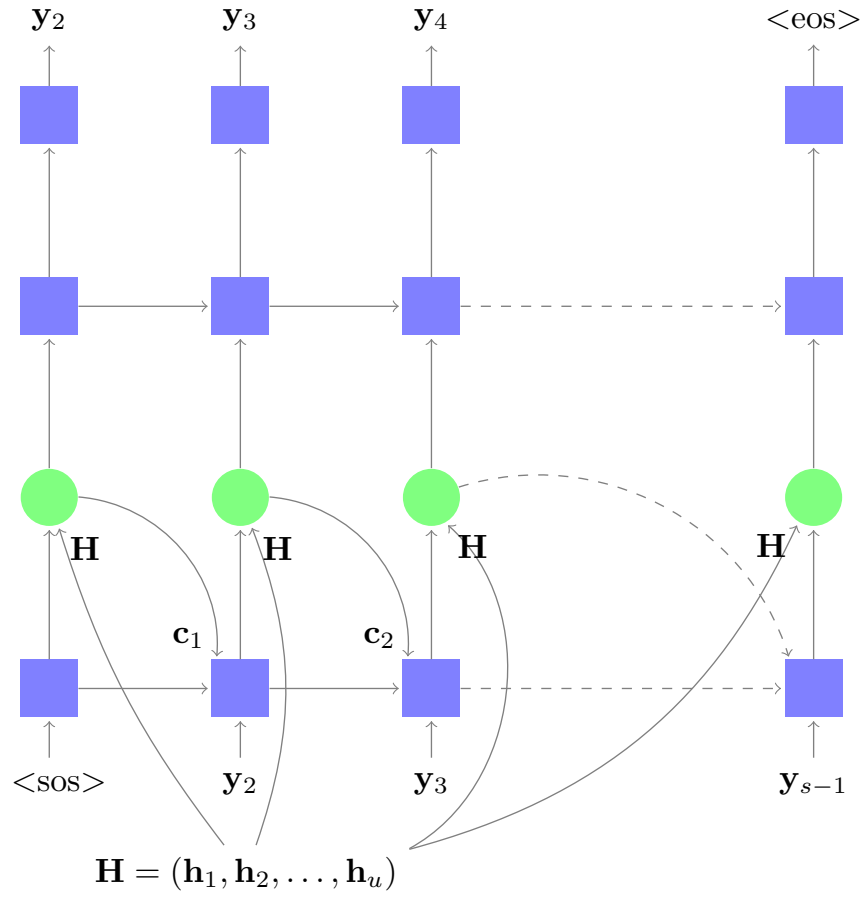 y₂ y₃ y₄ <eos>
H H H H
c₁ c₂
<sos> y₂ y₃ yₛ₋₁
H = (h₁, h₂, . . . , hᵤ)